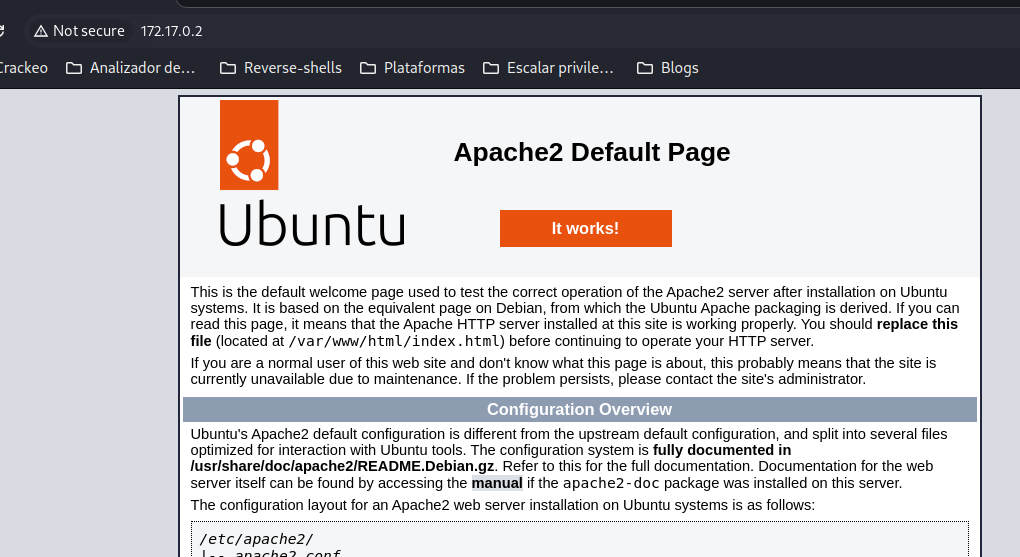 Not secure 172.17.0.2
Crackeo Analizador de... Reverse-shells Plataformas Escalar privile... Blogs
Apache2 Default Page
Ubuntu
It works!
This is the default welcome page used to test the correct operation of the Apache2 server after installation on Ubuntu
systems. It is based on the equivalent page on Debian, from which the Ubuntu Apache packaging is derived. If you can
read this page, it means that the Apache HTTP server installed at this site is working properly. You should replace this
file (located at /var/www/html/index.html) before continuing to operate your HTTP server.
If you are a normal user of this web site and don't know what this page is about, this probably means that the site is
currently unavailable due to maintenance. If the problem persists, please contact the site's administrator.
Configuration Overview
Ubuntu's Apache2 default configuration is different from the upstream default configuration, and split into several files
optimized for interaction with Ubuntu tools. The configuration system is fully documented in
/usr/share/doc/apache2/README.Debian.gz. Refer to this for the full documentation. Documentation for the web
server itself can be found by accessing the manual if the apache2-doc package was installed on this server.
The configuration layout for an Apache2 web server installation on Ubuntu systems is as follows:
/etc/apache2/
|-- apache2.conf